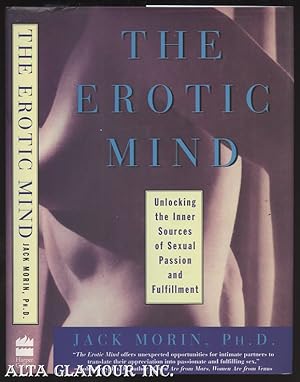 THE EROTIC MIND
JACK MORIN, PH.D.
Harper
THE
EROTIC
MIND
Unlocking the
Inner Sources
of Sexual
Passion
and
Fulfillment
JACK MORIN, PH.D.
"The Erotic Mind offers unexpected opportunities for intimate partners to
translate their appreciation into passionate and fulfilling sex."
Are from Mars, Women Are from Venus
ALTA GLAMOUR INC.